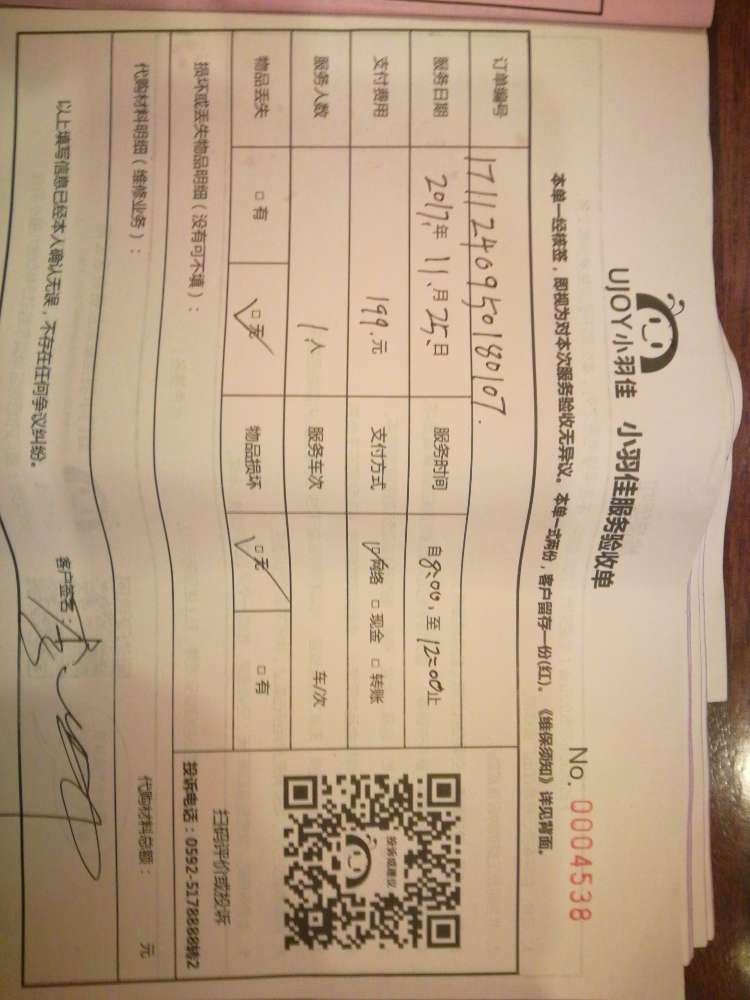 UJOY小羽佳 小羽佳服务验收单
No. 0004538
本单一经接签，即视为对本次服务验收无异议。本单一式两份，客户留存一份(红)。《维保须知》详见背面。
订单编号 1711240950180107.
服务日期 2017年11月25日 服务时间 自8:00，至12:00止
支付费用 199.元 支付方式 ☑网络 □现金 □转账
服务人数 1人 服务车次 车/次
物品丢失 □有 ☑无 物品损坏 ☑无 □有
损坏或丢失物品明细（没有可不填）：
投诉或建议
扫码评价或投诉
投诉电话：0592-5178888转2
代购材料明细（维修业务）： 代购材料总额： 元
以上填写信息已经本人确认无误，不存在任何争议纠纷。
客户签名：